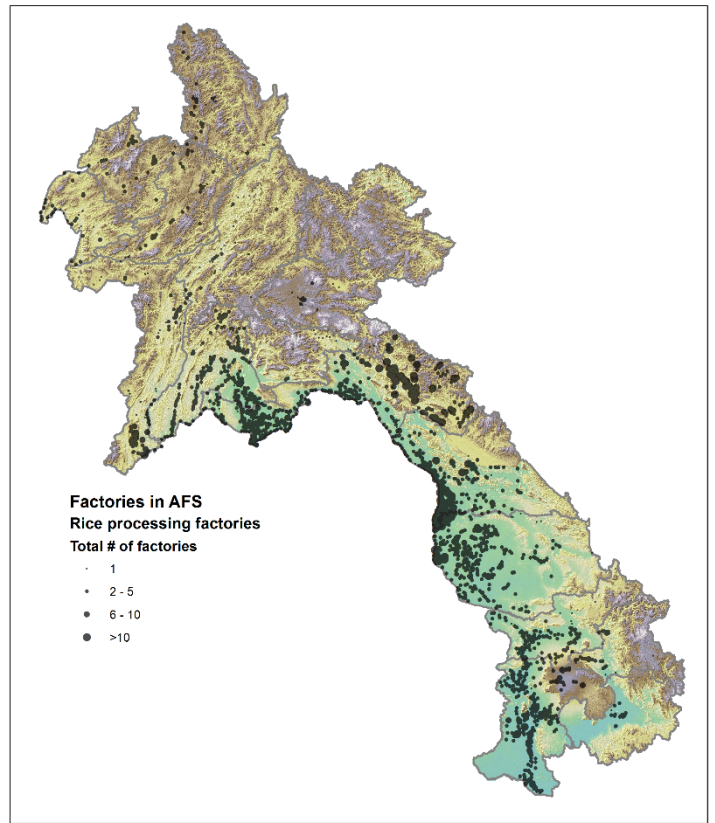 Factories in AFS
Rice processing factories
Total # of factories
1
2 - 5
6 - 10
>10